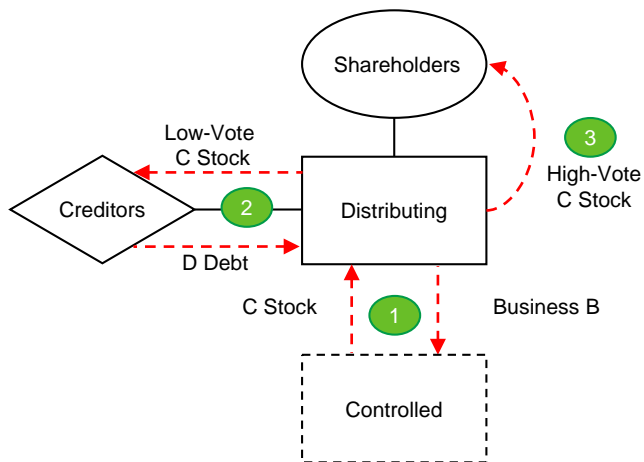 Shareholders
Low-Vote
C Stock
3
High-Vote
C Stock
Creditors
2
Distributing
D Debt
C Stock
1
Business B
Controlled